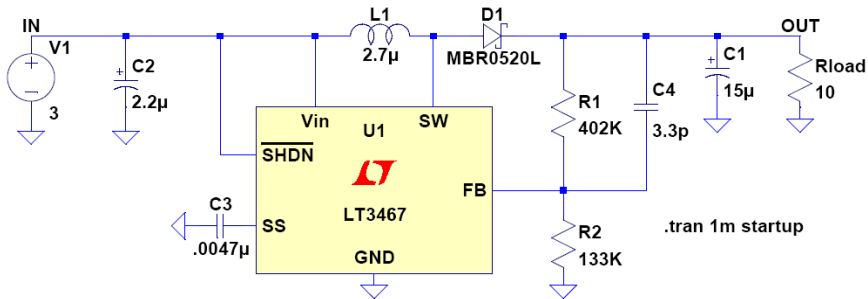 IN
V1
3
C2
2.2µ
L1
2.7µ
D1
MBR0520L
OUT
R1
402K
C4
3.3p
C1
15µ
Rload
10
Vin
U1
SW
SHDN
LT3467
FB
C3
.0047µ
SS
GND
R2
133K
.tran 1m startup